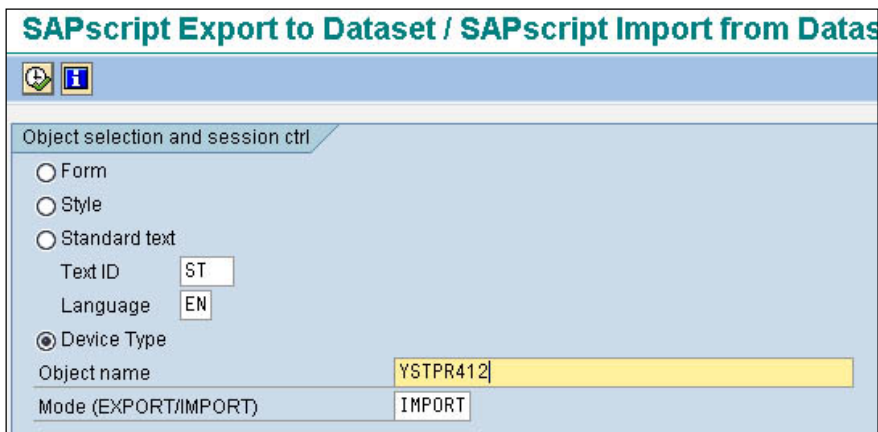 SAPscript Export to Dataset / SAPscript Import from Datas
Object selection and session ctrl
Form
Style
Standard text
Text ID ST
Language EN
Device Type
Object name YSTPR412
Mode (EXPORT/IMPORT) IMPORT